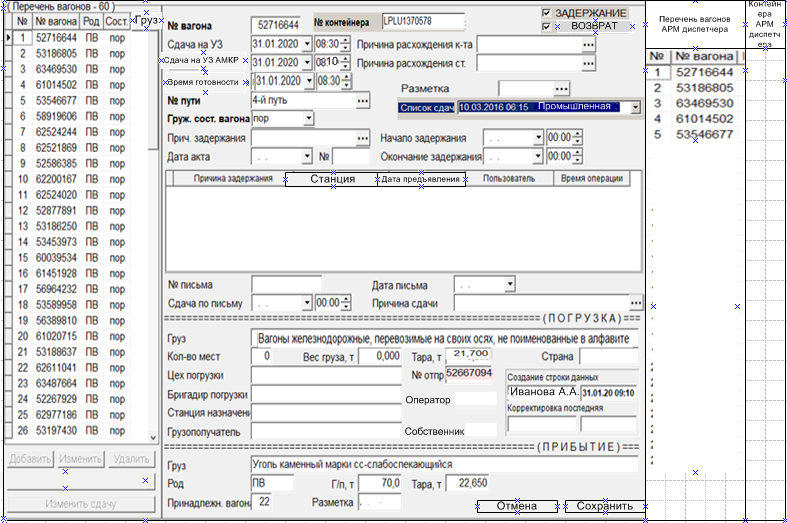 ( Перечень вагонов - 60 )
№ № вагона Род Сост. Груз
1 52716644 ПВ пор
2 53186805 ПВ пор
3 63469530 ПВ пор
4 61014502 ПВ пор
5 53546677 ПВ пор
6 58919606 ПВ пор
7 62524244 ПВ пор
8 62521869 ПВ пор
9 52586385 ПВ пор
10 62200167 ПВ пор
11 62524020 ПВ пор
12 52877891 ПВ пор
13 53186250 ПВ пор
14 53453973 ПВ пор
15 60039534 ПВ пор
16 61451928 ПВ пор
17 56964232 ПВ пор
18 53589958 ПВ пор
19 56389810 ПВ пор
20 61020715 ПВ пор
21 53188637 ПВ пор
22 62611041 ПВ пор
23 63487664 ПВ пор
24 52267929 ПВ пор
25 62977186 ПВ пор
26 53197430 ПВ пор
Добавить Изменить Удалить
Изменить сдачу
№ вагона 52716644 № контейнера LPLU1370578 ЗАДЕРЖАНИЕ
ВОЗВРАТ
Сдача на УЗ 31.01.2020 08:30 Причина расхождения к-та ...
Сдача на УЗ АМКР 31.01.2020 0810 Причина расхождения ст. ...
Время готовности 31.01.2020 08:30 Разметка ...
№ пути 4-й путь ... Список сдач 10.03.2016 06:15 Промышленная
Груж. сост. вагона пор
Прич. задержания ... Начапо задержания . . 00:00
Дата акта . . № Окончание задержания . . 00:00
Причина задержания Станция Дата предъявления Пользователь Время операции
№ письма Дата письма . .
Сдача по письму . . 00:00 Причина сдачи ...
(ПОГРУЗКА)
Груз Вагоны железнодорожные, перевозимые на своих осях, не поименованные в алфавите
Кол-во мест 0 Вес груза, т 0,000 Тара, т 21,700 Страна
Цех погрузки № отпр. 52667094 Создание строки данных
Бригадир погрузки Оператор Иванова А.А. 31.01.20 09:10
Станция назначени Корректировка последняя
Грузополучатель Собственник
(ПРИБЫТИЕ)
Груз Уголь каменный марки сс-слабоспекающийся
Род ПВ Г/п, т 70,0 Тара, т 22,650
Принадлежн. вагон 22 Разметка . .
Отмена Сохранить
Перечень вагонов
АРМ диспетчера
№ № вагона
1 52716644
2 53186805
3 63469530
4 61014502
5 53546677
Контейн
ера
АРМ
диспетч
ера